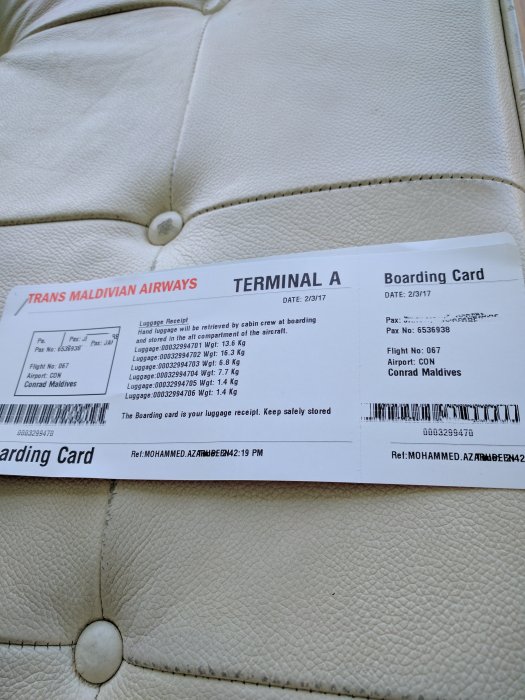 TRANS MALDIVIAN AIRWAYS
TERMINAL A
DATE: 2/3/17
Luggage Receipt
Hand luggage will be retrieved by cabin crew at boarding
and stored in the aft compartment of the aircraft.
Luggage:00032994701 Wgt: 13.6 Kg
Luggage:00032994702 Wgt: 16.3 Kg
Luggage:00032994703 Wgt: 6.8 Kg
Luggage:00032994704 Wgt: 7.7 Kg
Luggage:00032994705 Wgt: 1.4 Kg
Luggage:00032994706 Wgt: 1.4 Kg
The Boarding card is your luggage receipt. Keep safely stored
Pax:
Pax No: 6536938
Flight No: 067
Airport: CON
Conrad Maldives
0003299470
arding Card
Ref:MOHAMMED.AZA 42:19 PM
Boarding Card
DATE: 2/3/17
Pax:
Pax No: 6536938
Flight No: 067
Airport: CON
Conrad Maldives
0003299470
Ref:MOHAMMED.AZA